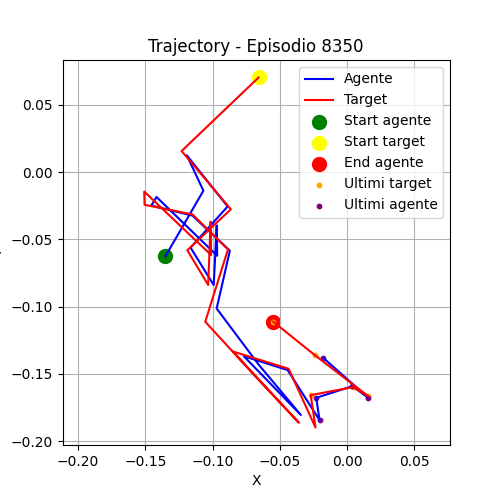 Trajectory - Episodio 8350
Agente
Target
Start agente
Start target
End agente
Ultimi target
Ultimi agente
0.05
0.00
−0.05
−0.10
−0.15
−0.20
−0.20
−0.15
−0.10
−0.05
0.00
0.05
X